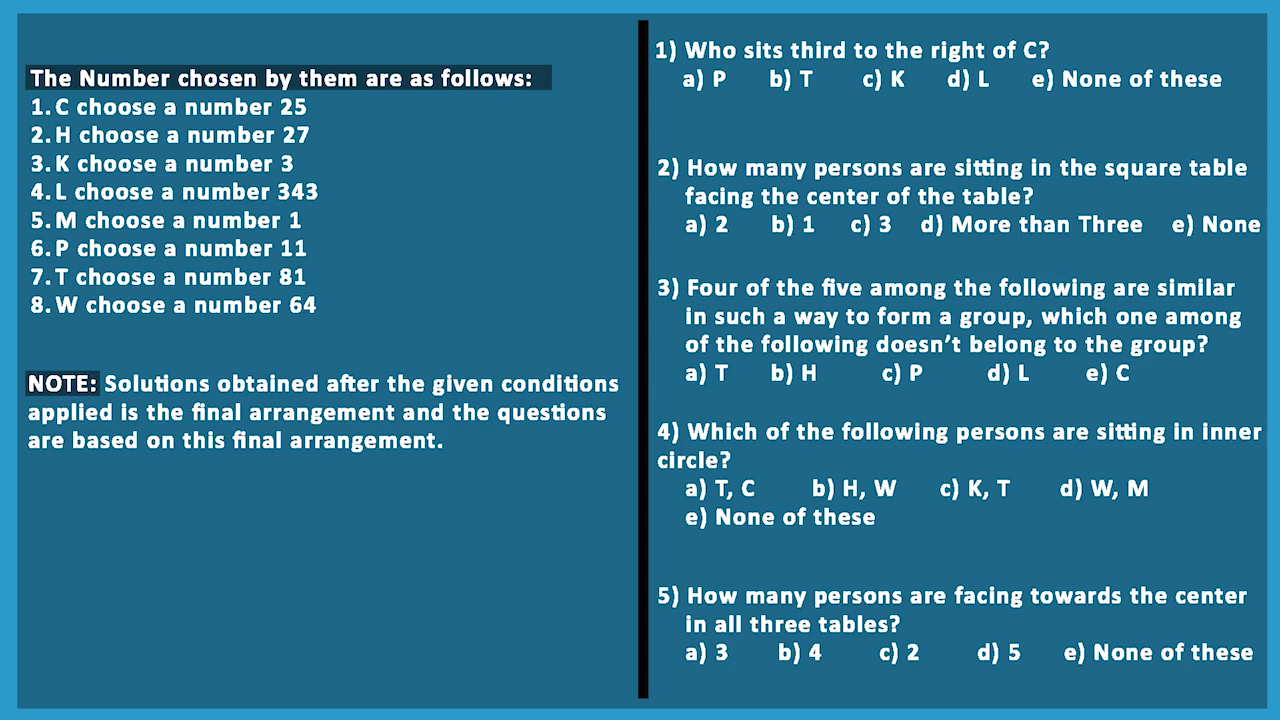 The Number chosen by them are as follows:
1. C choose a number 25
2. H choose a number 27
3. K choose a number 3
4. L choose a number 343
5. M choose a number 1
6. P choose a number 11
7. T choose a number 81
8. W choose a number 64
NOTE: Solutions obtained after the given conditions
applied is the final arrangement and the questions
are based on this final arrangement.
1) Who sits third to the right of C?
a) P b) T c) K d) L e) None of these
2) How many persons are sitting in the square table
facing the center of the table?
a) 2 b) 1 c) 3 d) More than Three e) None
3) Four of the five among the following are similar
in such a way to form a group, which one among
of the following doesn’t belong to the group?
a) T b) H c) P d) L e) C
4) Which of the following persons are sitting in inner
circle?
a) T, C b) H, W c) K, T d) W, M
e) None of these
5) How many persons are facing towards the center
in all three tables?
a) 3 b) 4 c) 2 d) 5 e) None of these